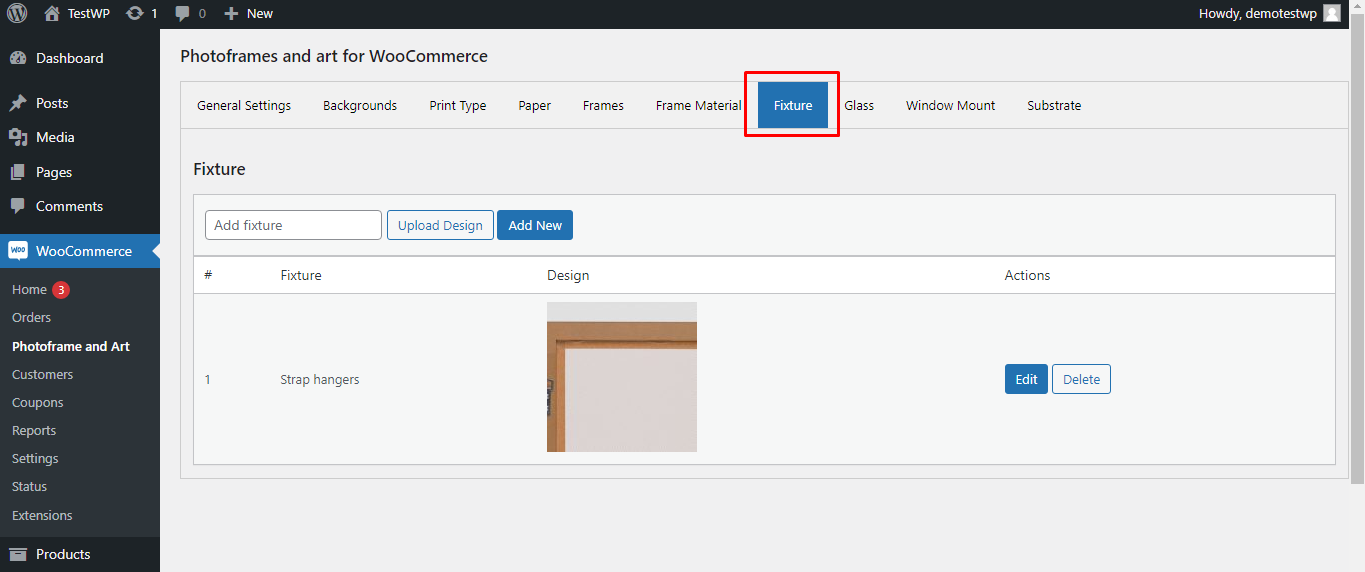 TestWP 1 0 New Howdy, demotestwp
Dashboard
Posts
Media
Pages
Comments
WooCommerce
Home 3
Orders
Photoframe and Art
Customers
Coupons
Reports
Settings
Status
Extensions
Products
Photoframes and art for WooCommerce
General Settings Backgrounds Print Type Paper Frames Frame Material Fixture Glass Window Mount Substrate
Fixture
Add fixture Upload Design Add New
# Fixture Design Actions
1 Strap hangers Edit Delete